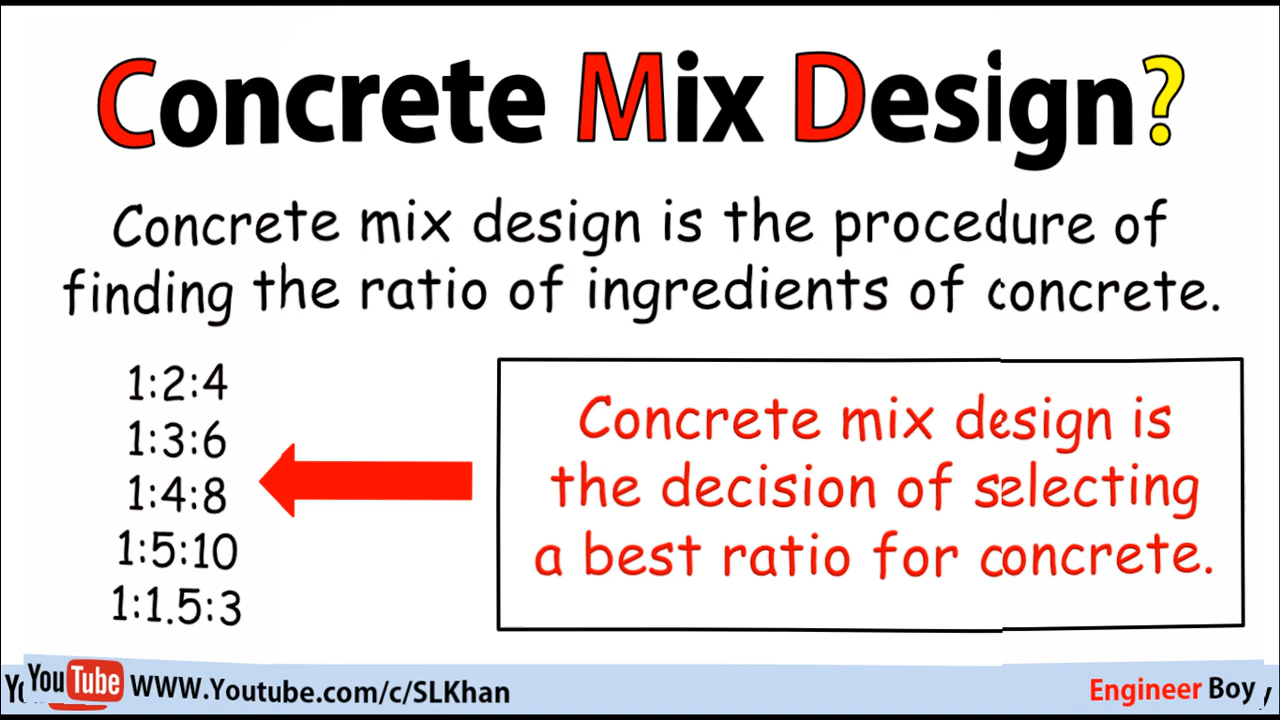 Concrete Mix Design?
Concrete mix design is the procedure of
finding the ratio of ingredients of concrete.
1:2:4
1:3:6
1:4:8
1:5:10
1:1.5:3
Concrete mix design is
the decision of selecting
a best ratio for concrete.
YouTube WWW.Youtube.com/c/SLKhan
Engineer Boy